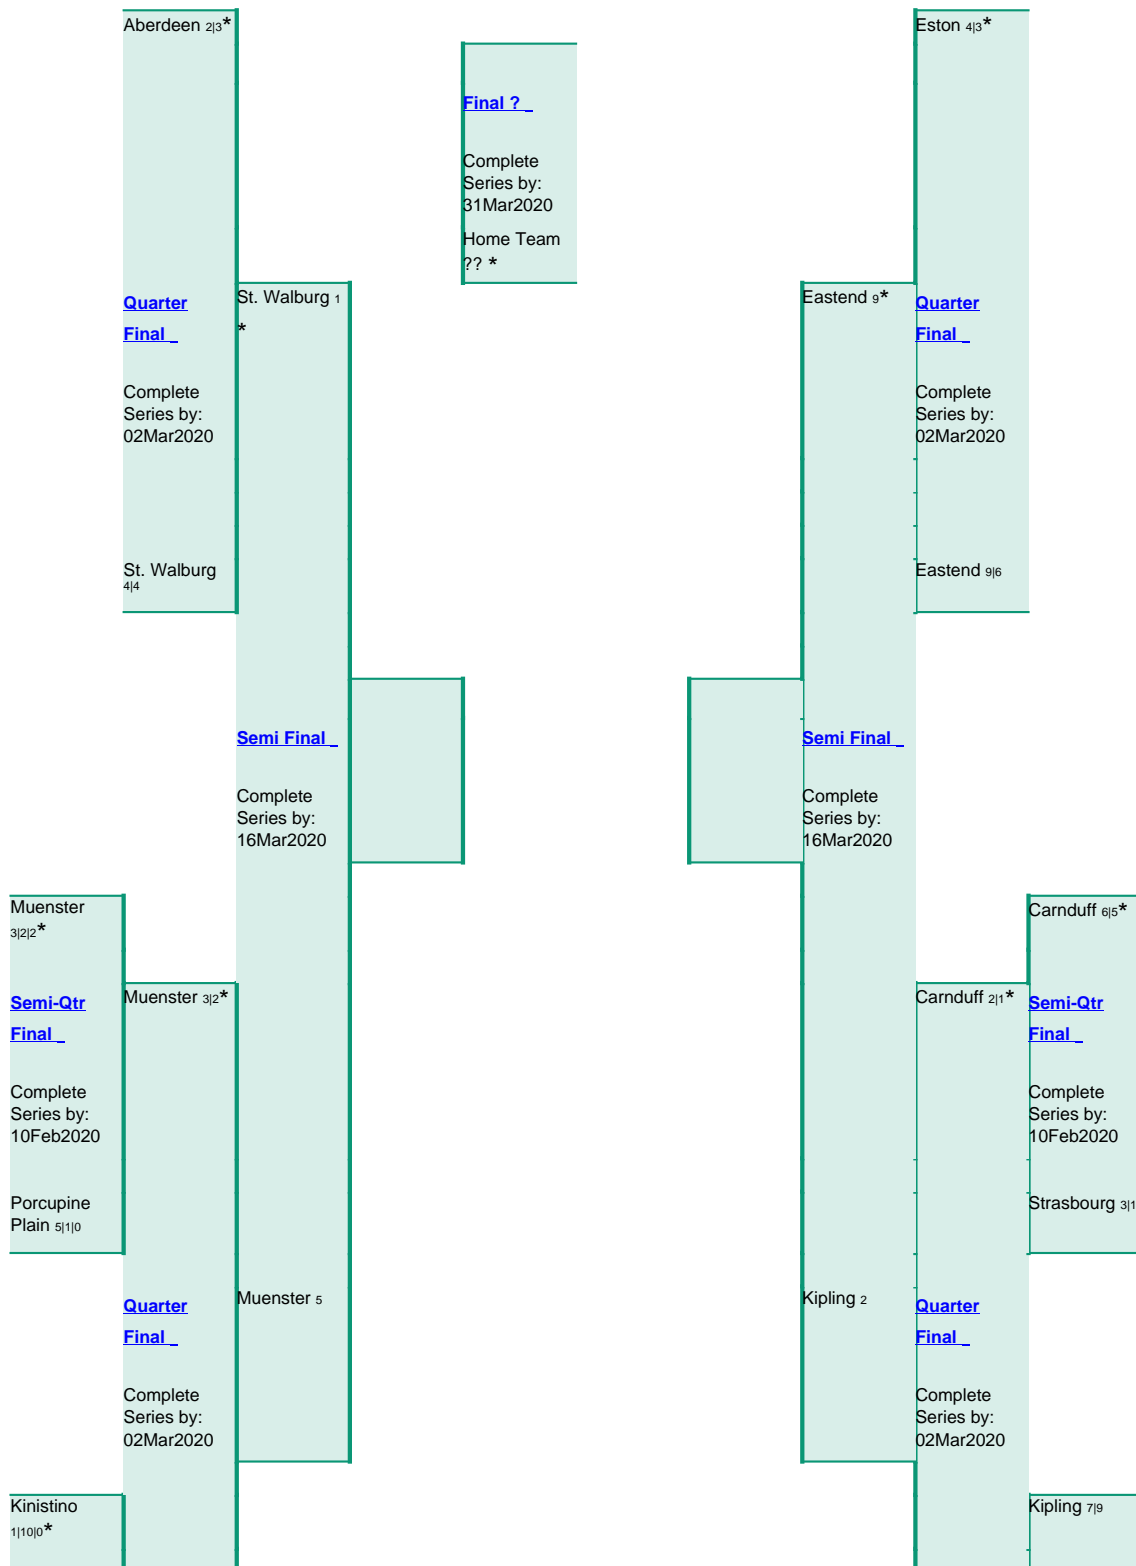 Aberdeen 2|3*
Final ? _
Complete
Series by:
31Mar2020
Home Team
?? *
Eston 4|3*
Quarter
Final _
Complete
Series by:
02Mar2020
St. Walburg
4|4
St. Walburg 1
*
Eastend 9*
Quarter
Final _
Complete
Series by:
02Mar2020
Eastend 9|6
Semi Final _
Complete
Series by:
16Mar2020
Semi Final _
Complete
Series by:
16Mar2020
Muenster
3|2|2*
Semi-Qtr
Final _
Complete
Series by:
10Feb2020
Porcupine
Plain 5|1|0
Muenster 3|2*
Carnduff 2|1*
Carnduff 6|5*
Semi-Qtr
Final _
Complete
Series by:
10Feb2020
Strasbourg 3|1
Quarter
Final _
Complete
Series by:
02Mar2020
Muenster 5
Kipling 2
Quarter
Final _
Complete
Series by:
02Mar2020
Kinistino
1|10|0*
Kipling 7|9